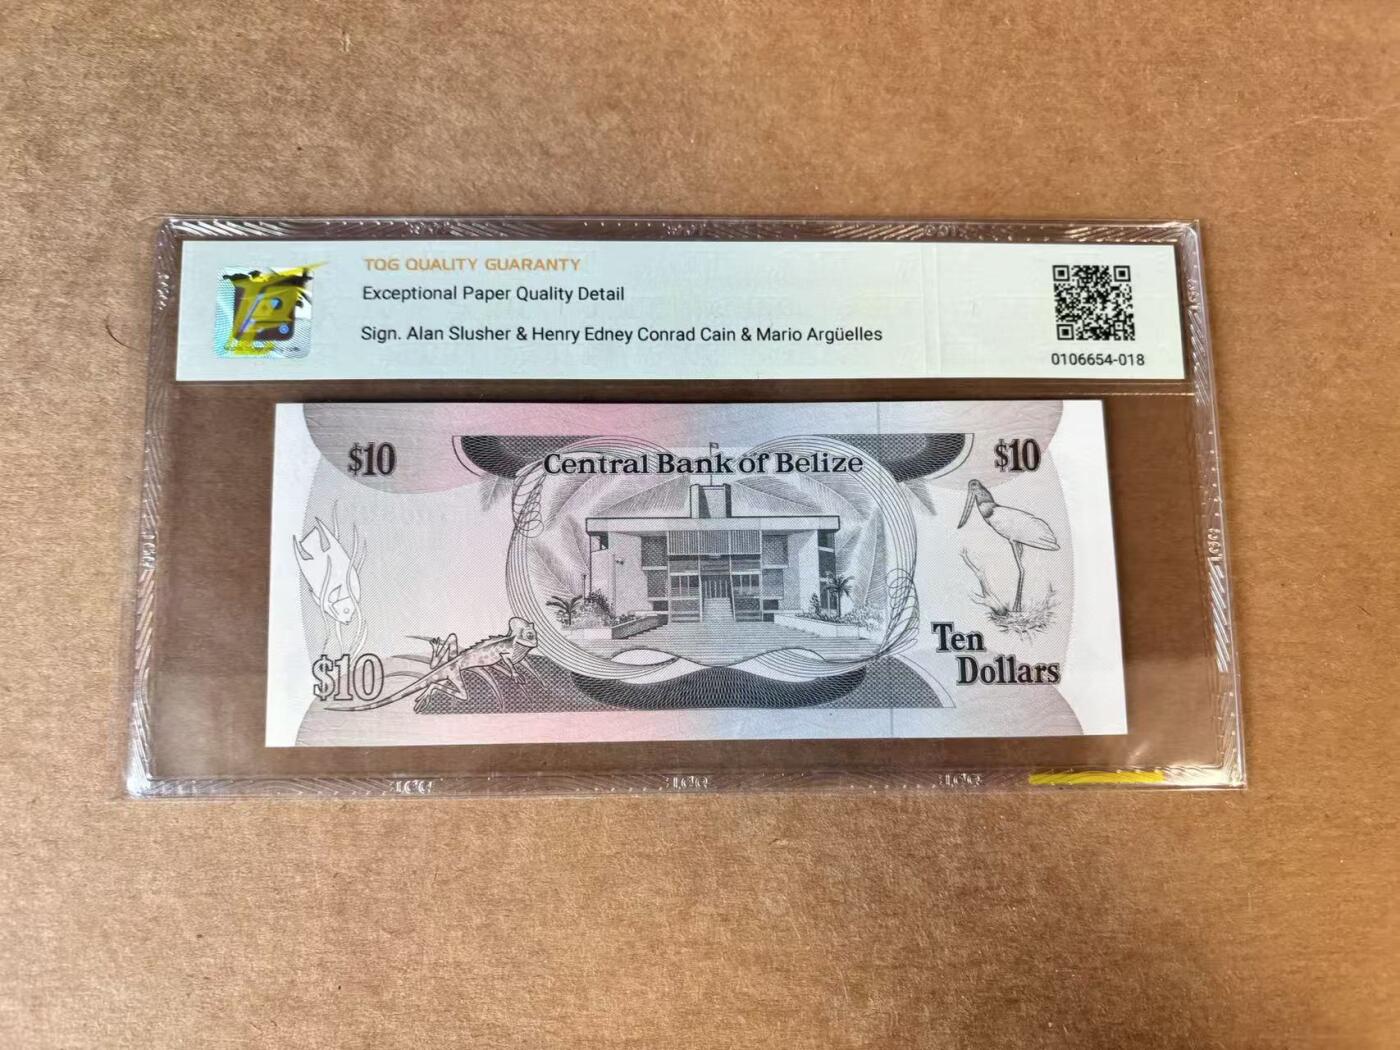 TQG QUALITY GUARANTY
Exceptional Paper Quality Detail
Sign. Alan Slusher & Henry Edney Conrad Cain & Mario Argüelles
0106654-018
$10
Central Bank of Belize
$10
$10
Ten
Dollars